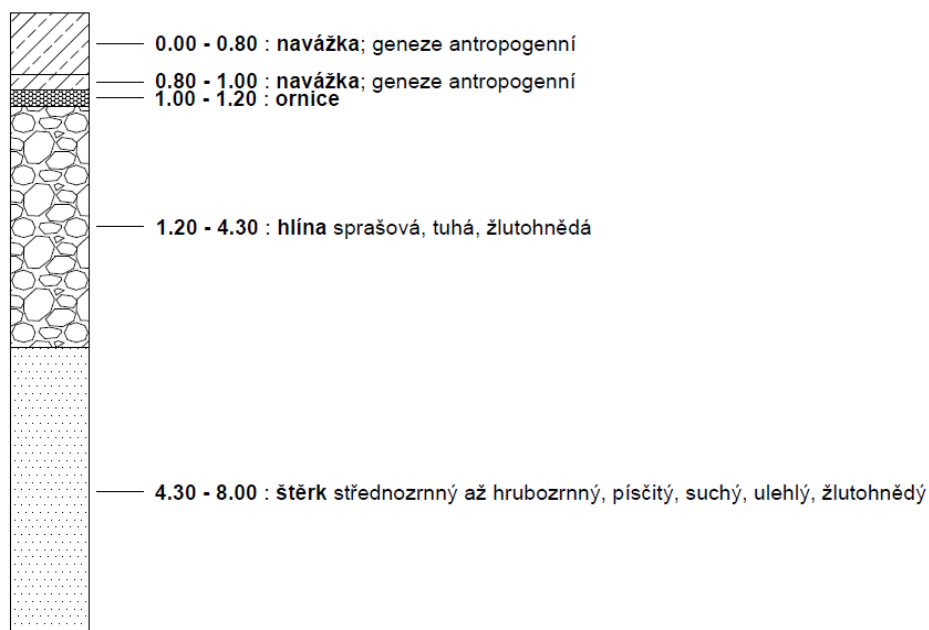 0.00 - 0.80 : navážka; geneze antropogenní
0.80 - 1.00 : navážka; geneze antropogenní
1.00 - 1.20 : ornice
1.20 - 4.30 : hlína sprašová, tuhá, žlutohnědá
4.30 - 8.00 : štěrk střednozrnný až hrubozrnný, písčitý, suchý, ulehlý, žlutohnědý